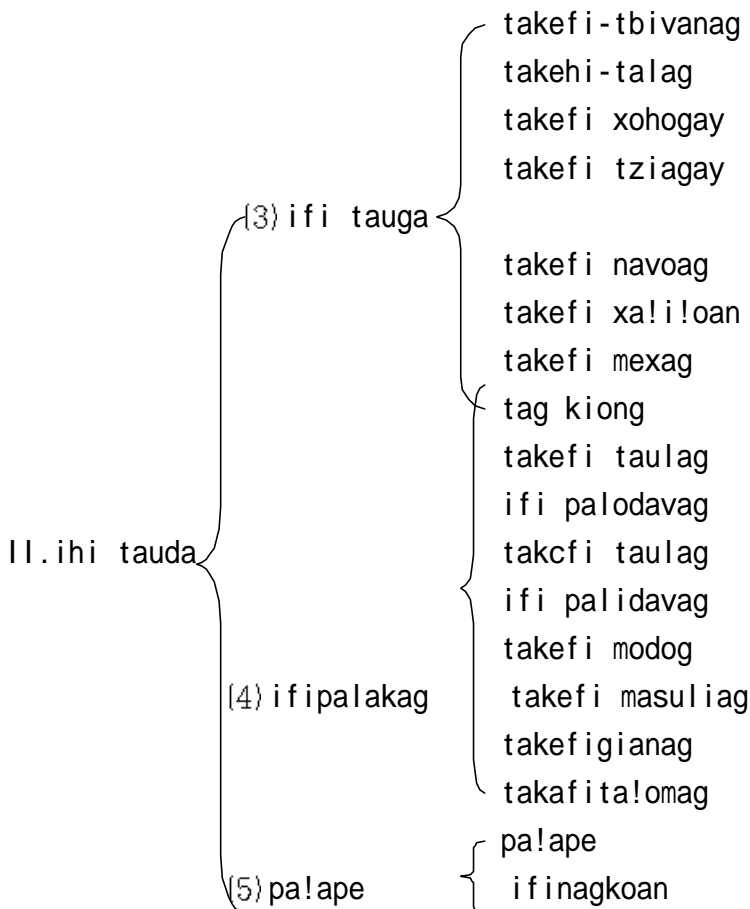 takefi-tbivanag
takehi-talag
takefi xohogay
takefi tziagay
(3) ifi tauga
takefi navoag
takefi xa!i!oan
takefi mexag
tag kiong
takefi taulag
ifi palodavag
II.ihi tauda
takcfi taulag
ifi palidavag
takefi modog
(4) ifipalakag takefi masuliag
takefigianag
takafita!omag
pa!ape
(5) pa!ape ifinagkoan